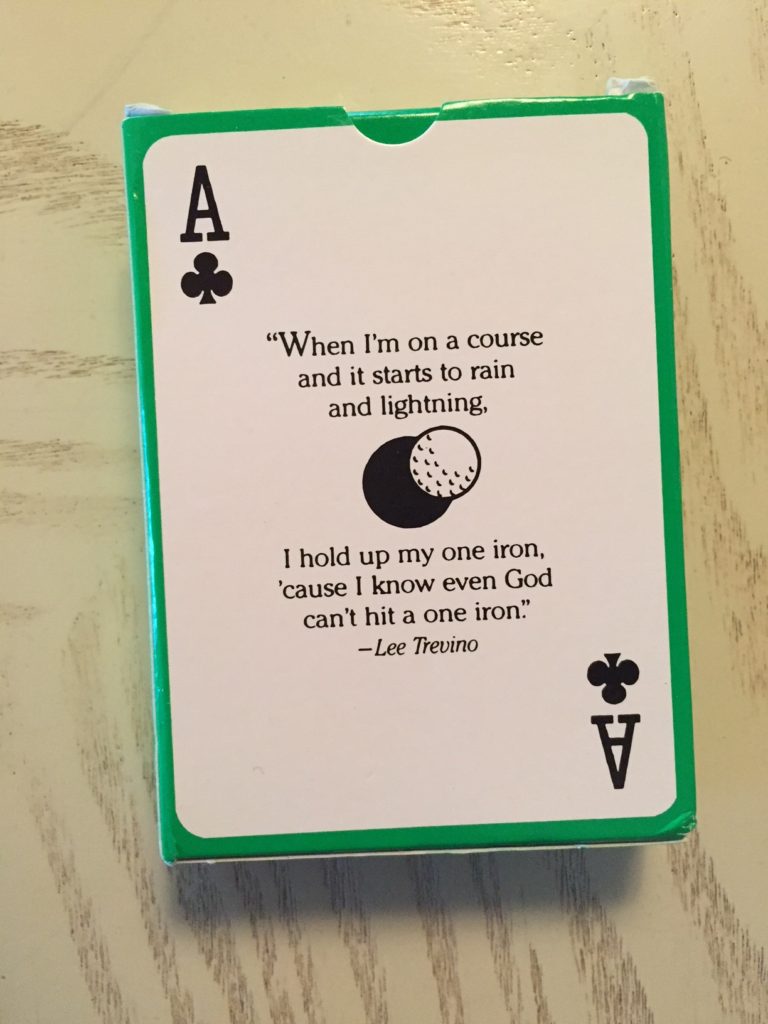 A
“When I’m on a course
and it starts to rain
and lightning,
I hold up my one iron,
’cause I know even God
can’t hit a one iron.”
–Lee Trevino
A